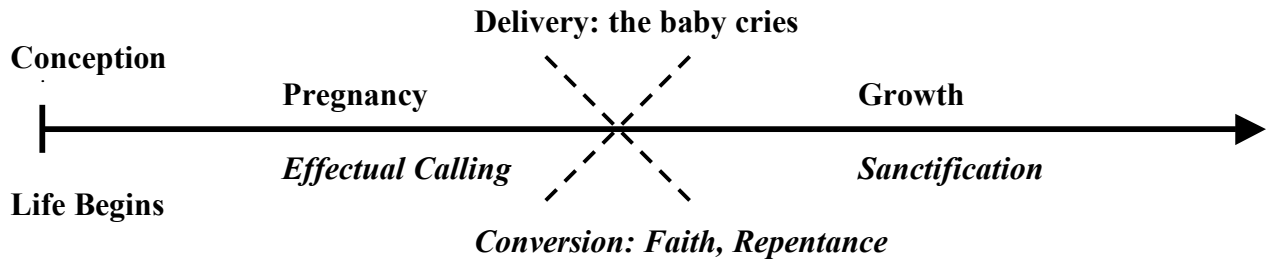 Delivery: the baby cries
Conception
Pregnancy
Growth
Effectual Calling
Sanctification
Life Begins
Conversion: Faith, Repentance